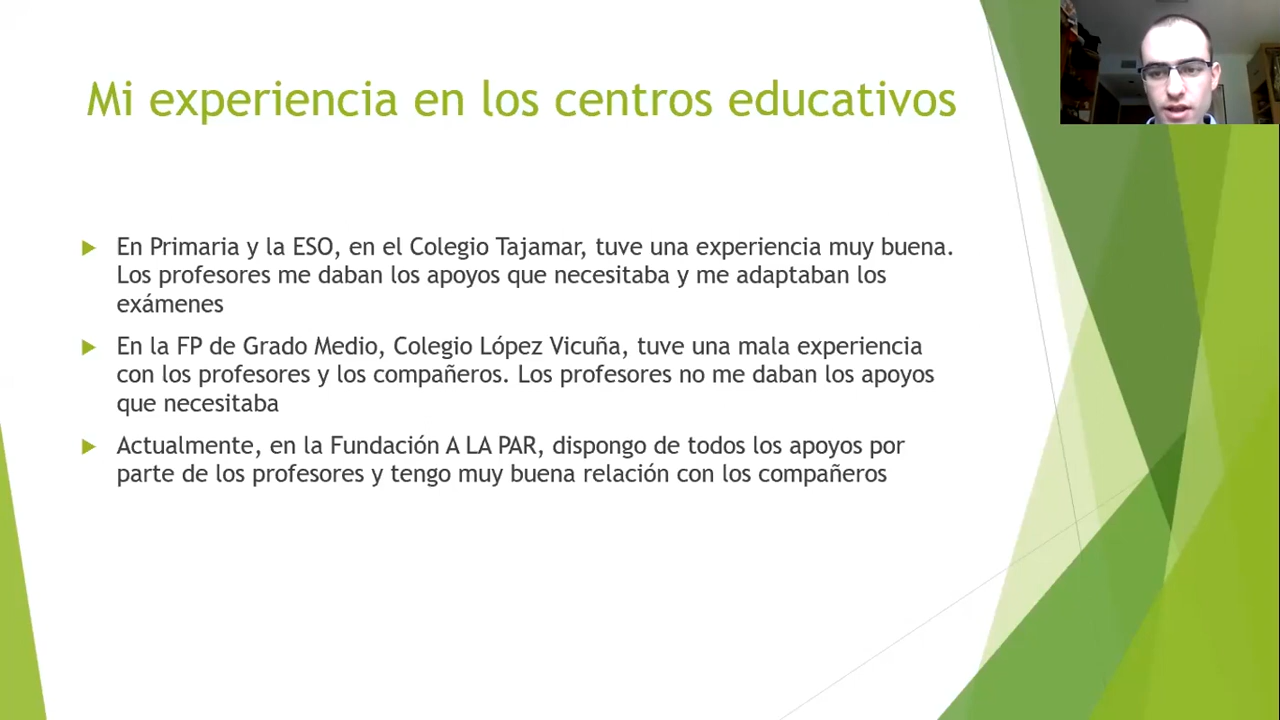 Mi experiencia en los centros educativos
En Primaria y la ESO, en el Colegio Tajamar, tuve una experiencia muy buena.
Los profesores me daban los apoyos que necesitaba y me adaptaban los
exámenes
En la FP de Grado Medio, Colegio López Vicuña, tuve una mala experiencia
con los profesores y los compañeros. Los profesores no me daban los apoyos
que necesitaba
Actualmente, en la Fundación A LA PAR, dispongo de todos los apoyos por
parte de los profesores y tengo muy buena relación con los compañeros